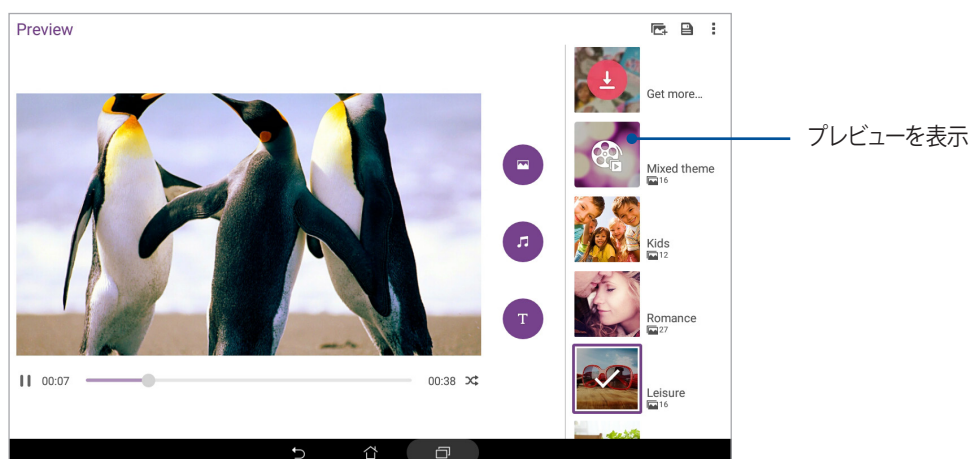 Preview
Get more...
プレビューを表示
Mixed theme
16
Kids
12
T
Romance
27
00:07
00:38
Leisure
16